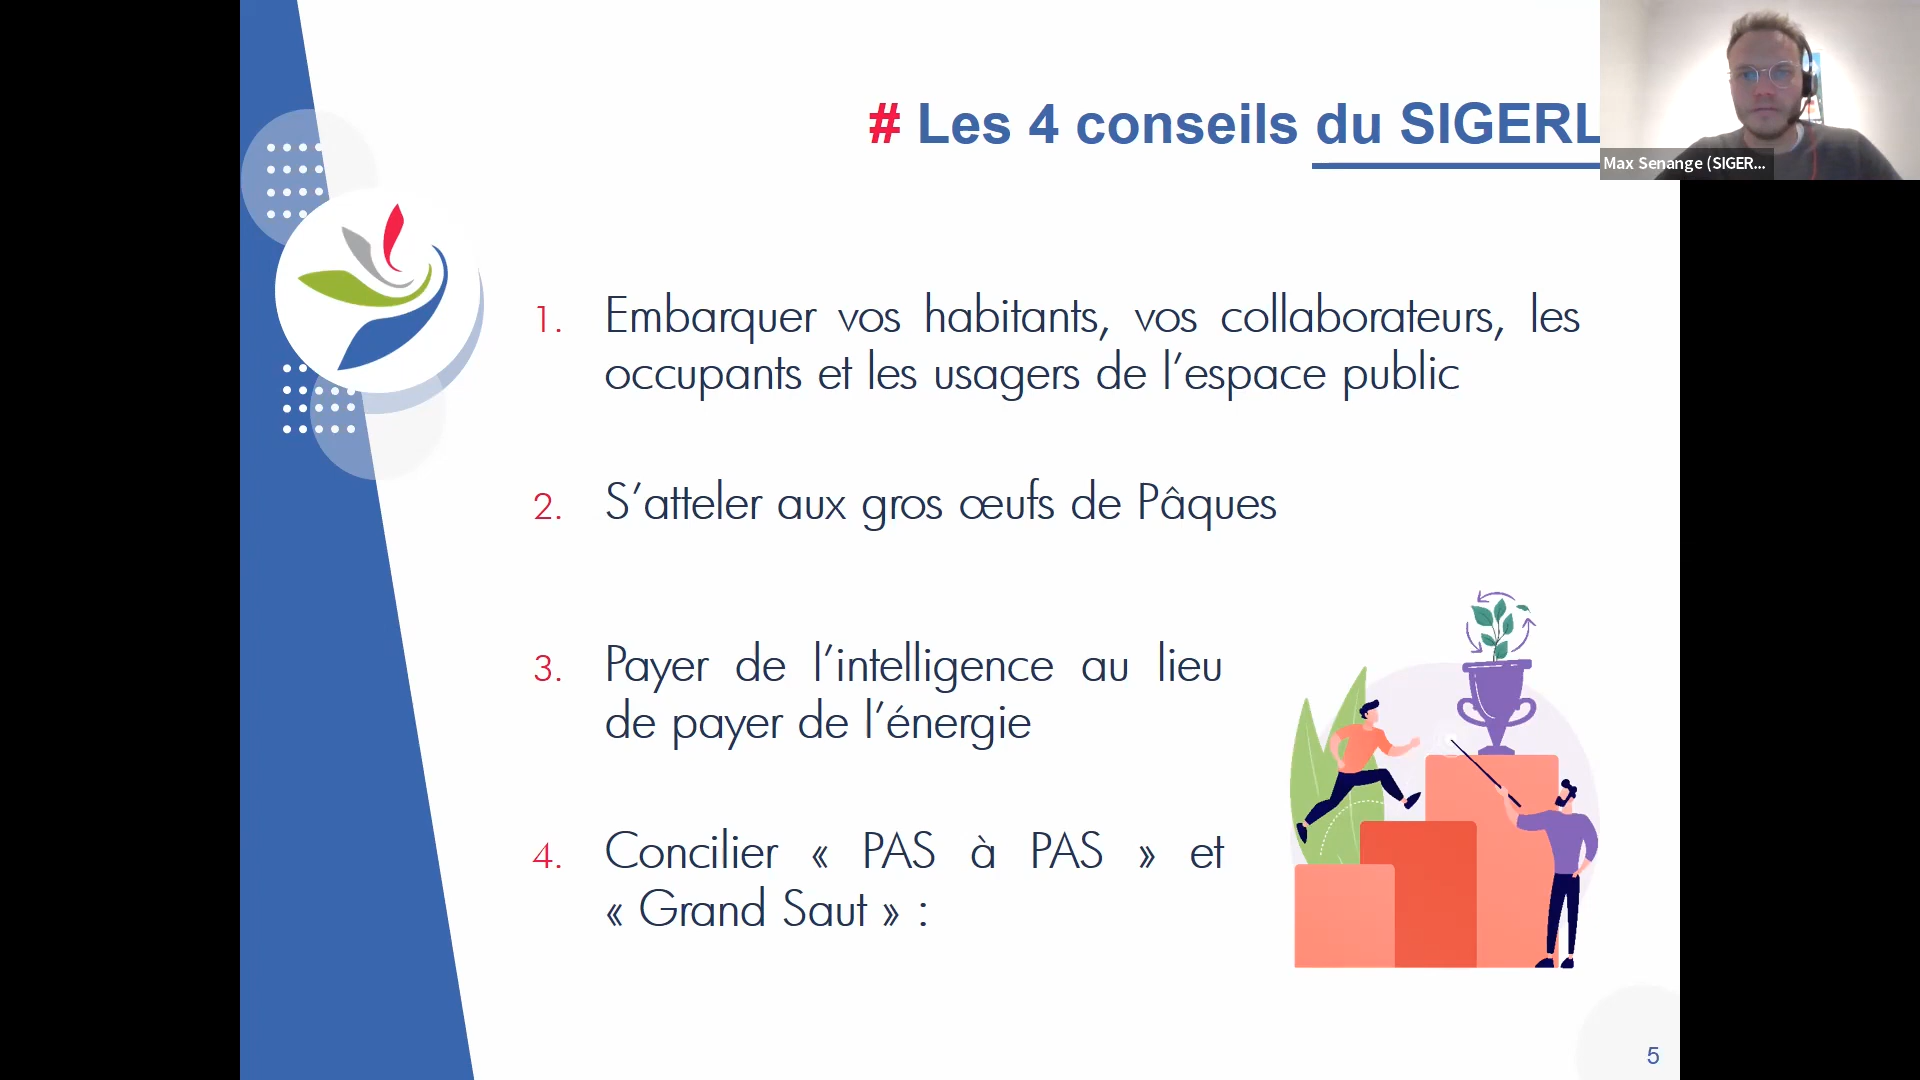 # Les 4 conseils du SIGERL
Max Senange (SIGER...
1. Embarquer vos habitants, vos collaborateurs, les
occupants et les usagers de l’espace public
2. S’atteler aux gros œufs de Pâques
3. Payer de l’intelligence au lieu
de payer de l’énergie
4. Concilier « PAS à PAS » et
« Grand Saut » :
5